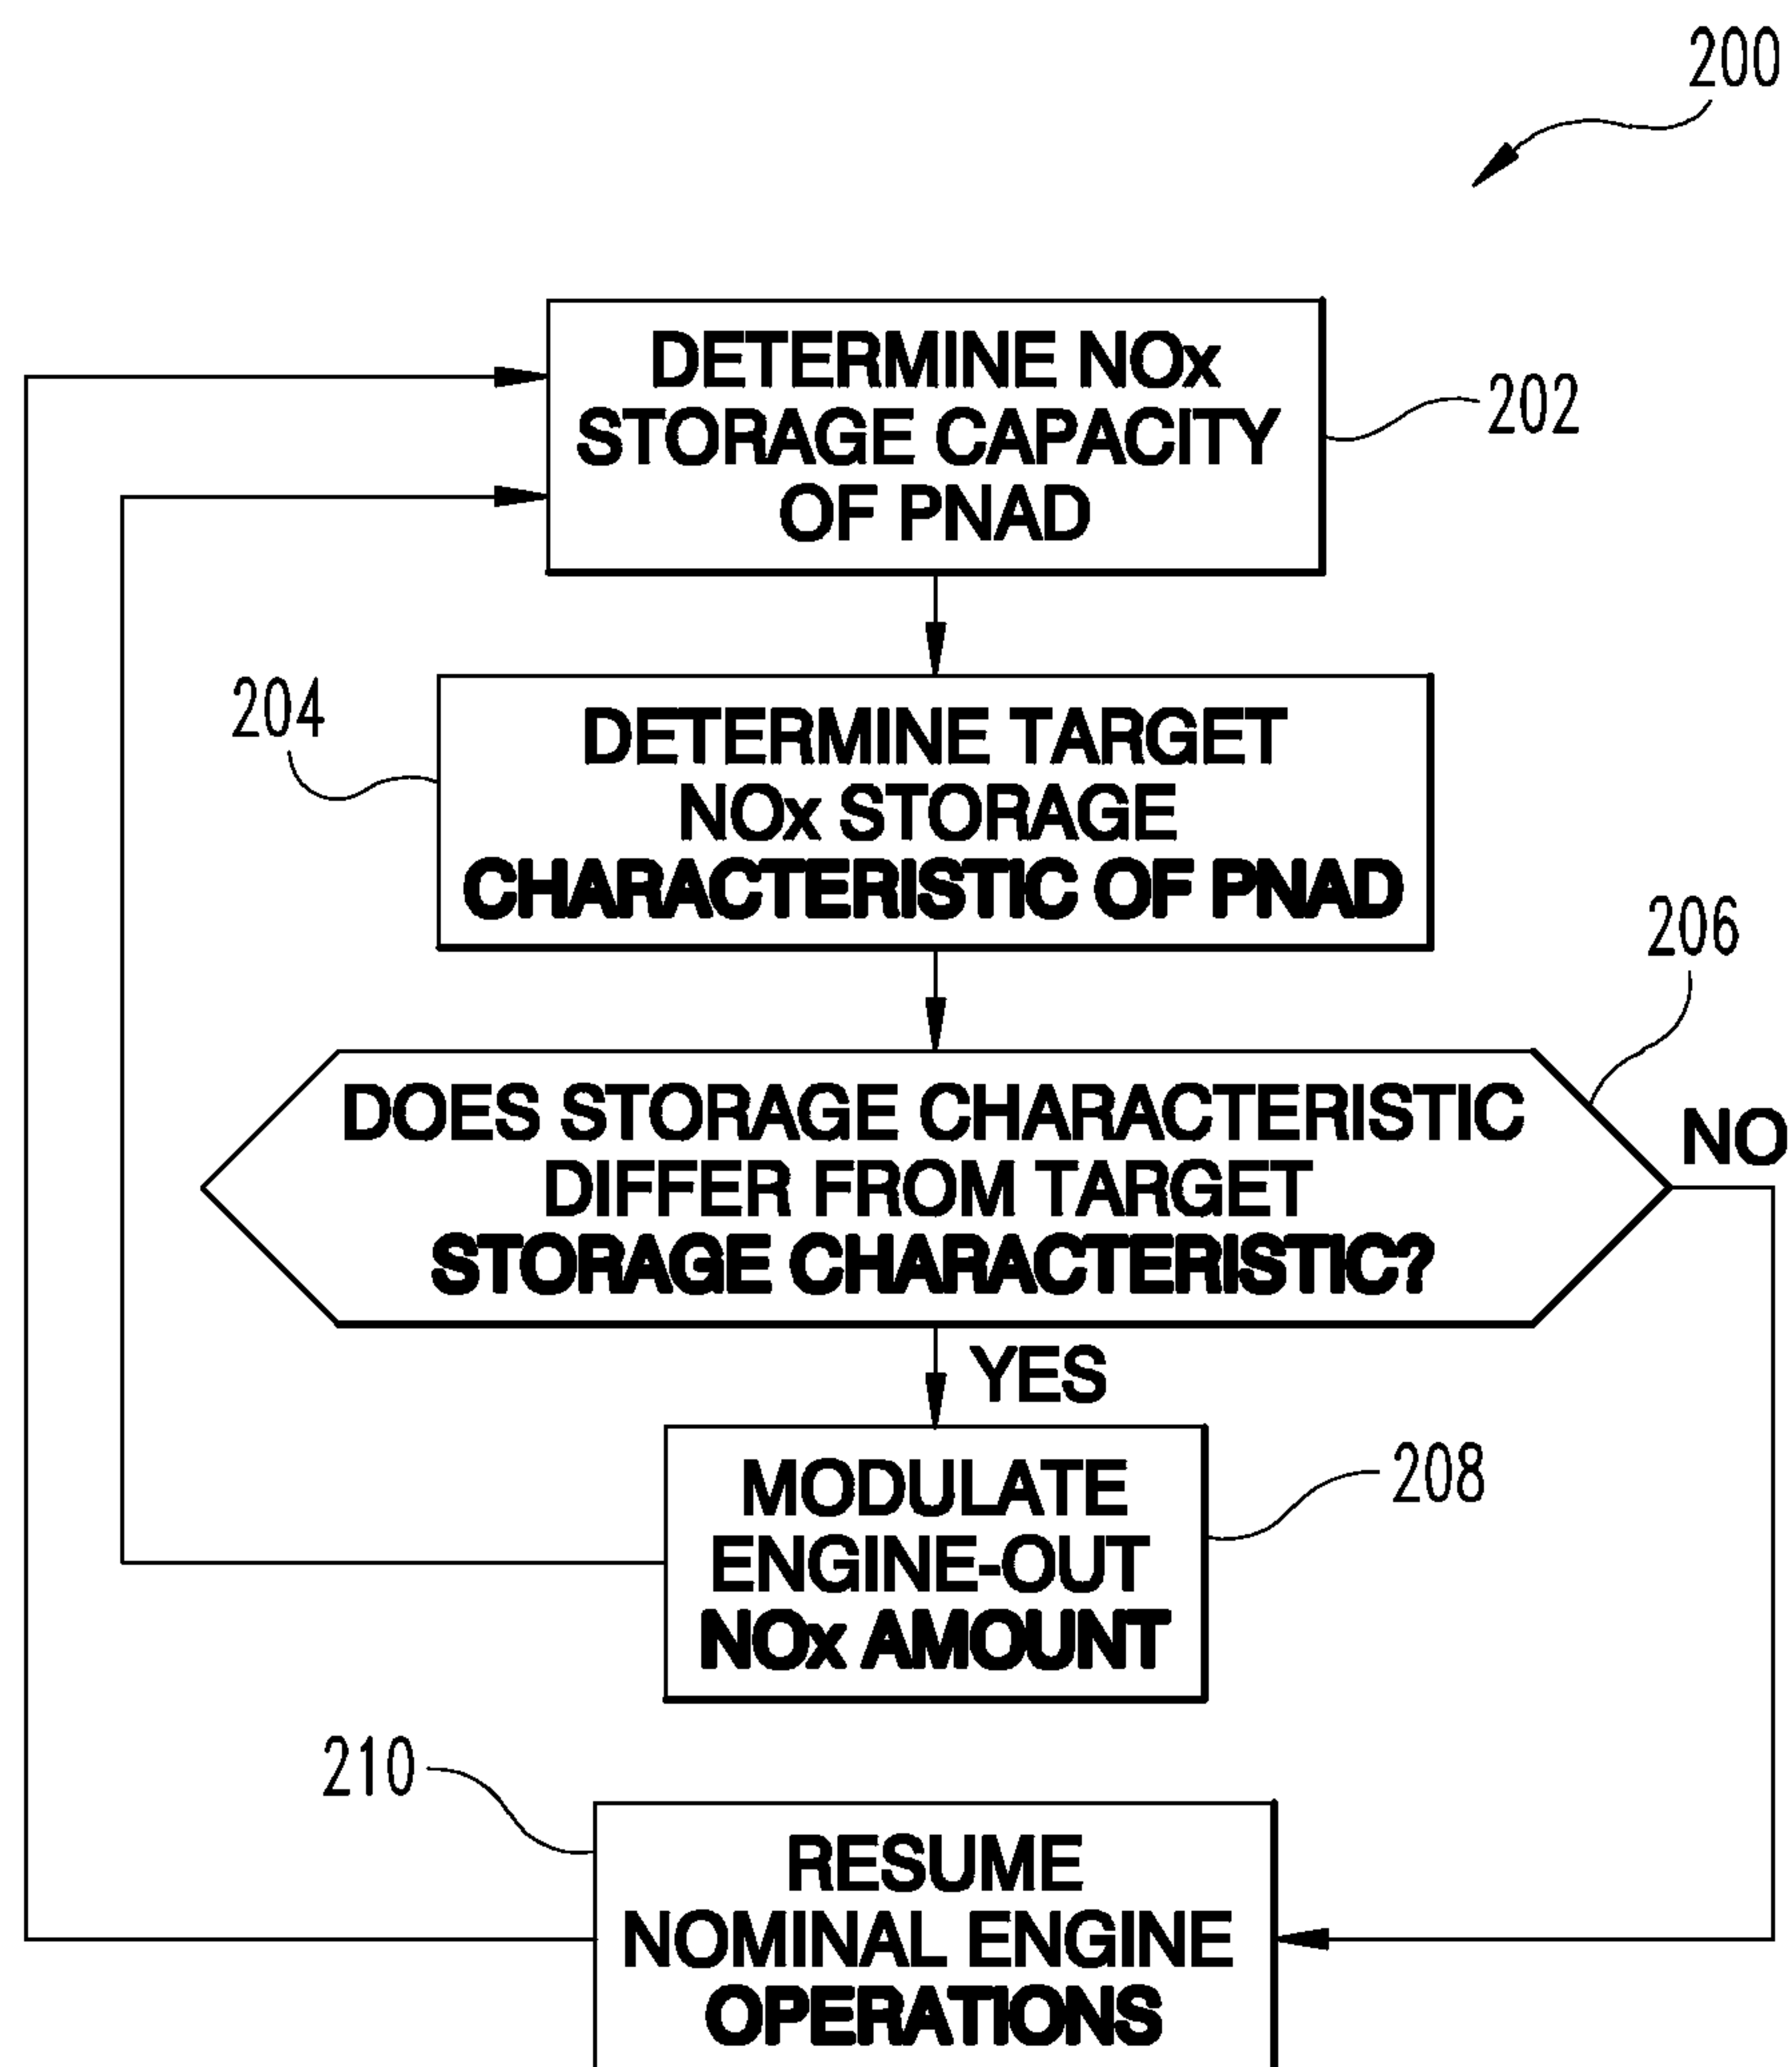 200
DETERMINE NOx
STORAGE CAPACITY
OF PNAD
202
204
DETERMINE TARGET
NOx STORAGE
CHARACTERISTIC OF PNAD
206
DOES STORAGE CHARACTERISTIC
DIFFER FROM TARGET
STORAGE CHARACTERISTIC?
NO
YES
MODULATE
ENGINE-OUT
NOx AMOUNT
208
210
RESUME
NOMINAL ENGINE
OPERATIONS